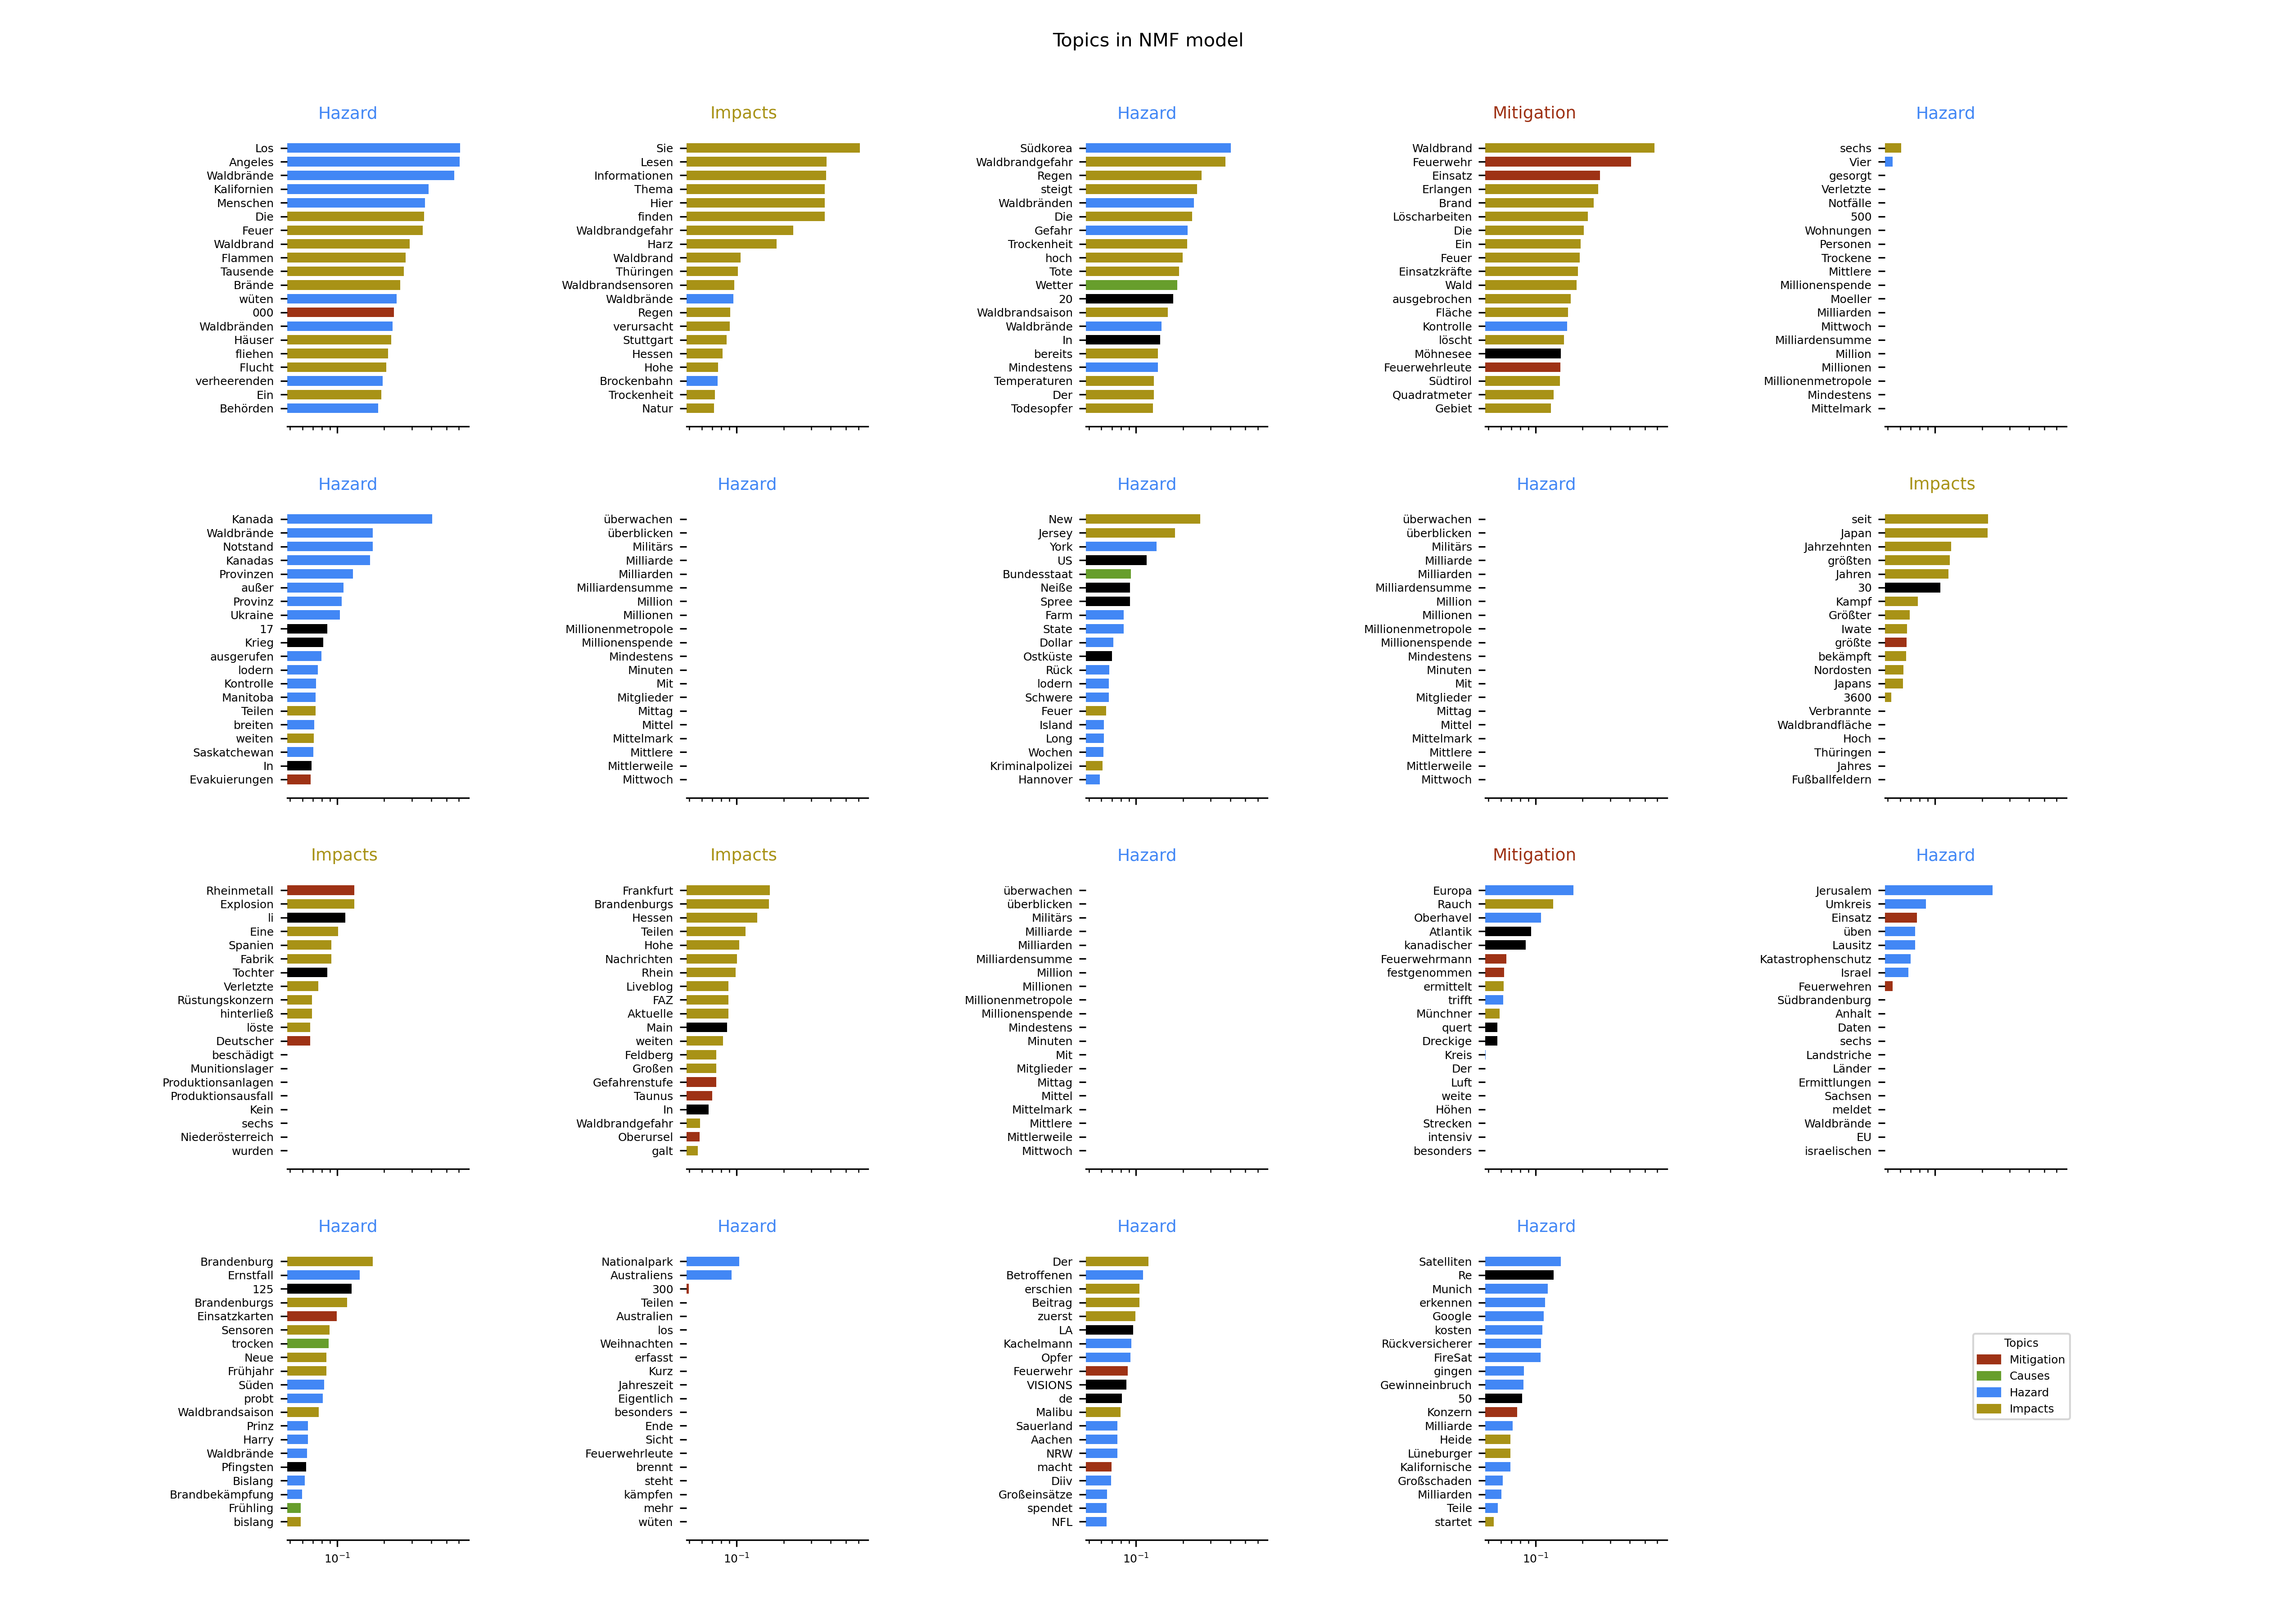 Topics in NMF model
Hazard
Los
Angeles
Waldbrände
Kalifornien
Menschen
Die
Feuer
Waldbrand
Flammen
Tausende
Brände
wüten
000
Waldbränden
Häuser
fliehen
Flucht
verheerenden
Ein
Behörden
Impacts
Sie
Lesen
Informationen
Thema
Hier
finden
Waldbrandgefahr
Harz
Waldbrand
Thüringen
Waldbrandsensoren
Waldbrände
Regen
verursacht
Stuttgart
Hessen
Hohe
Brockenbahn
Trockenheit
Natur
Hazard
Südkorea
Waldbrandgefahr
Regen
steigt
Waldbränden
Die
Gefahr
Trockenheit
hoch
Tote
Wetter
20
Waldbrandsaison
Waldbrände
In
bereits
Mindestens
Temperaturen
Der
Todesopfer
Mitigation
Waldbrand
Feuerwehr
Einsatz
Erlangen
Brand
Löscharbeiten
Die
Ein
Feuer
Einsatzkräfte
Wald
ausgebrochen
Fläche
Kontrolle
löscht
Möhnesee
Feuerwehrleute
Südtirol
Quadratmeter
Gebiet
Hazard
sechs
Vier
gesorgt
Verletzte
Notfälle
500
Wohnungen
Personen
Trockene
Mittlere
Millionenspende
Moeller
Milliarden
Mittwoch
Milliardensumme
Million
Millionen
Millionenmetropole
Mindestens
Mittelmark
Hazard
Kanada
Waldbrände
Notstand
Kanadas
Provinzen
außer
Provinz
Ukraine
17
Krieg
ausgerufen
lodern
Kontrolle
Manitoba
Teilen
breiten
weiten
Saskatchewan
In
Evakuierungen
Hazard
überwachen
überblicken
Militärs
Milliarde
Milliarden
Milliardensumme
Million
Millionen
Millionenmetropole
Millionenspende
Mindestens
Minuten
Mit
Mitglieder
Mittag
Mittel
Mittelmark
Mittlere
Mittlerweile
Mittwoch
Hazard
New
Jersey
York
US
Bundesstaat
Neiße
Spree
Farm
State
Dollar
Ostküste
Rück
lodern
Schwere
Feuer
Island
Long
Wochen
Kriminalpolizei
Hannover
Hazard
überwachen
überblicken
Militärs
Milliarde
Milliarden
Milliardensumme
Million
Millionen
Millionenmetropole
Millionenspende
Mindestens
Minuten
Mit
Mitglieder
Mittag
Mittel
Mittelmark
Mittlere
Mittlerweile
Mittwoch
Impacts
seit
Japan
Jahrzehnten
größten
Jahren
30
Kampf
Größter
Iwate
größte
bekämpft
Nordosten
Japans
3600
Verbrannte
Waldbrandfläche
Hoch
Thüringen
Jahres
Fußballfeldern
Impacts
Rheinmetall
Explosion
li
Eine
Spanien
Fabrik
Tochter
Verletzte
Rüstungskonzern
hinterließ
löste
Deutscher
beschädigt
Munitionslager
Produktionsanlagen
Produktionsausfall
Kein
sechs
Niederösterreich
wurden
Impacts
Frankfurt
Brandenburgs
Hessen
Teilen
Hohe
Nachrichten
Rhein
Liveblog
FAZ
Aktuelle
Main
weiten
Feldberg
Großen
Gefahrenstufe
Taunus
In
Waldbrandgefahr
Oberursel
galt
Hazard
überwachen
überblicken
Militärs
Milliarde
Milliarden
Milliardensumme
Million
Millionen
Millionenmetropole
Millionenspende
Mindestens
Minuten
Mit
Mitglieder
Mittag
Mittel
Mittelmark
Mittlere
Mittlerweile
Mittwoch
Mitigation
Europa
Rauch
Oberhavel
Atlantik
kanadischer
Feuerwehrmann
festgenommen
ermittelt
trifft
Münchner
quert
Dreckige
Kreis
Der
Luft
weite
Höhen
Strecken
intensiv
besonders
Hazard
Jerusalem
Umkreis
Einsatz
üben
Lausitz
Katastrophenschutz
Israel
Feuerwehren
Südbrandenburg
Anhalt
Daten
sechs
Landstriche
Länder
Ermittlungen
Sachsen
meldet
Waldbrände
EU
israelischen
Hazard
Brandenburg
Ernstfall
125
Brandenburgs
Einsatzkarten
Sensoren
trocken
Neue
Frühjahr
Süden
probt
Waldbrandsaison
Prinz
Harry
Waldbrände
Pfingsten
Bislang
Brandbekämpfung
Frühling
bislang
10⁻¹
Hazard
Nationalpark
Australiens
300
Teilen
Australien
los
Weihnachten
erfasst
Kurz
Jahreszeit
Eigentlich
besonders
Ende
Sicht
Feuerwehrleute
brennt
steht
kämpfen
mehr
wüten
10⁻¹
Hazard
Der
Betroffenen
erschien
Beitrag
zuerst
LA
Kachelmann
Opfer
Feuerwehr
VISIONS
de
Malibu
Sauerland
Aachen
NRW
macht
Diiv
Großeinsätze
spendet
NFL
10⁻¹
Hazard
Satelliten
Re
Munich
erkennen
Google
kosten
Rückversicherer
FireSat
gingen
Gewinneinbruch
50
Konzern
Milliarde
Heide
Lüneburger
Kalifornische
Großschaden
Milliarden
Teile
startet
10⁻¹
Topics
Mitigation
Causes
Hazard
Impacts